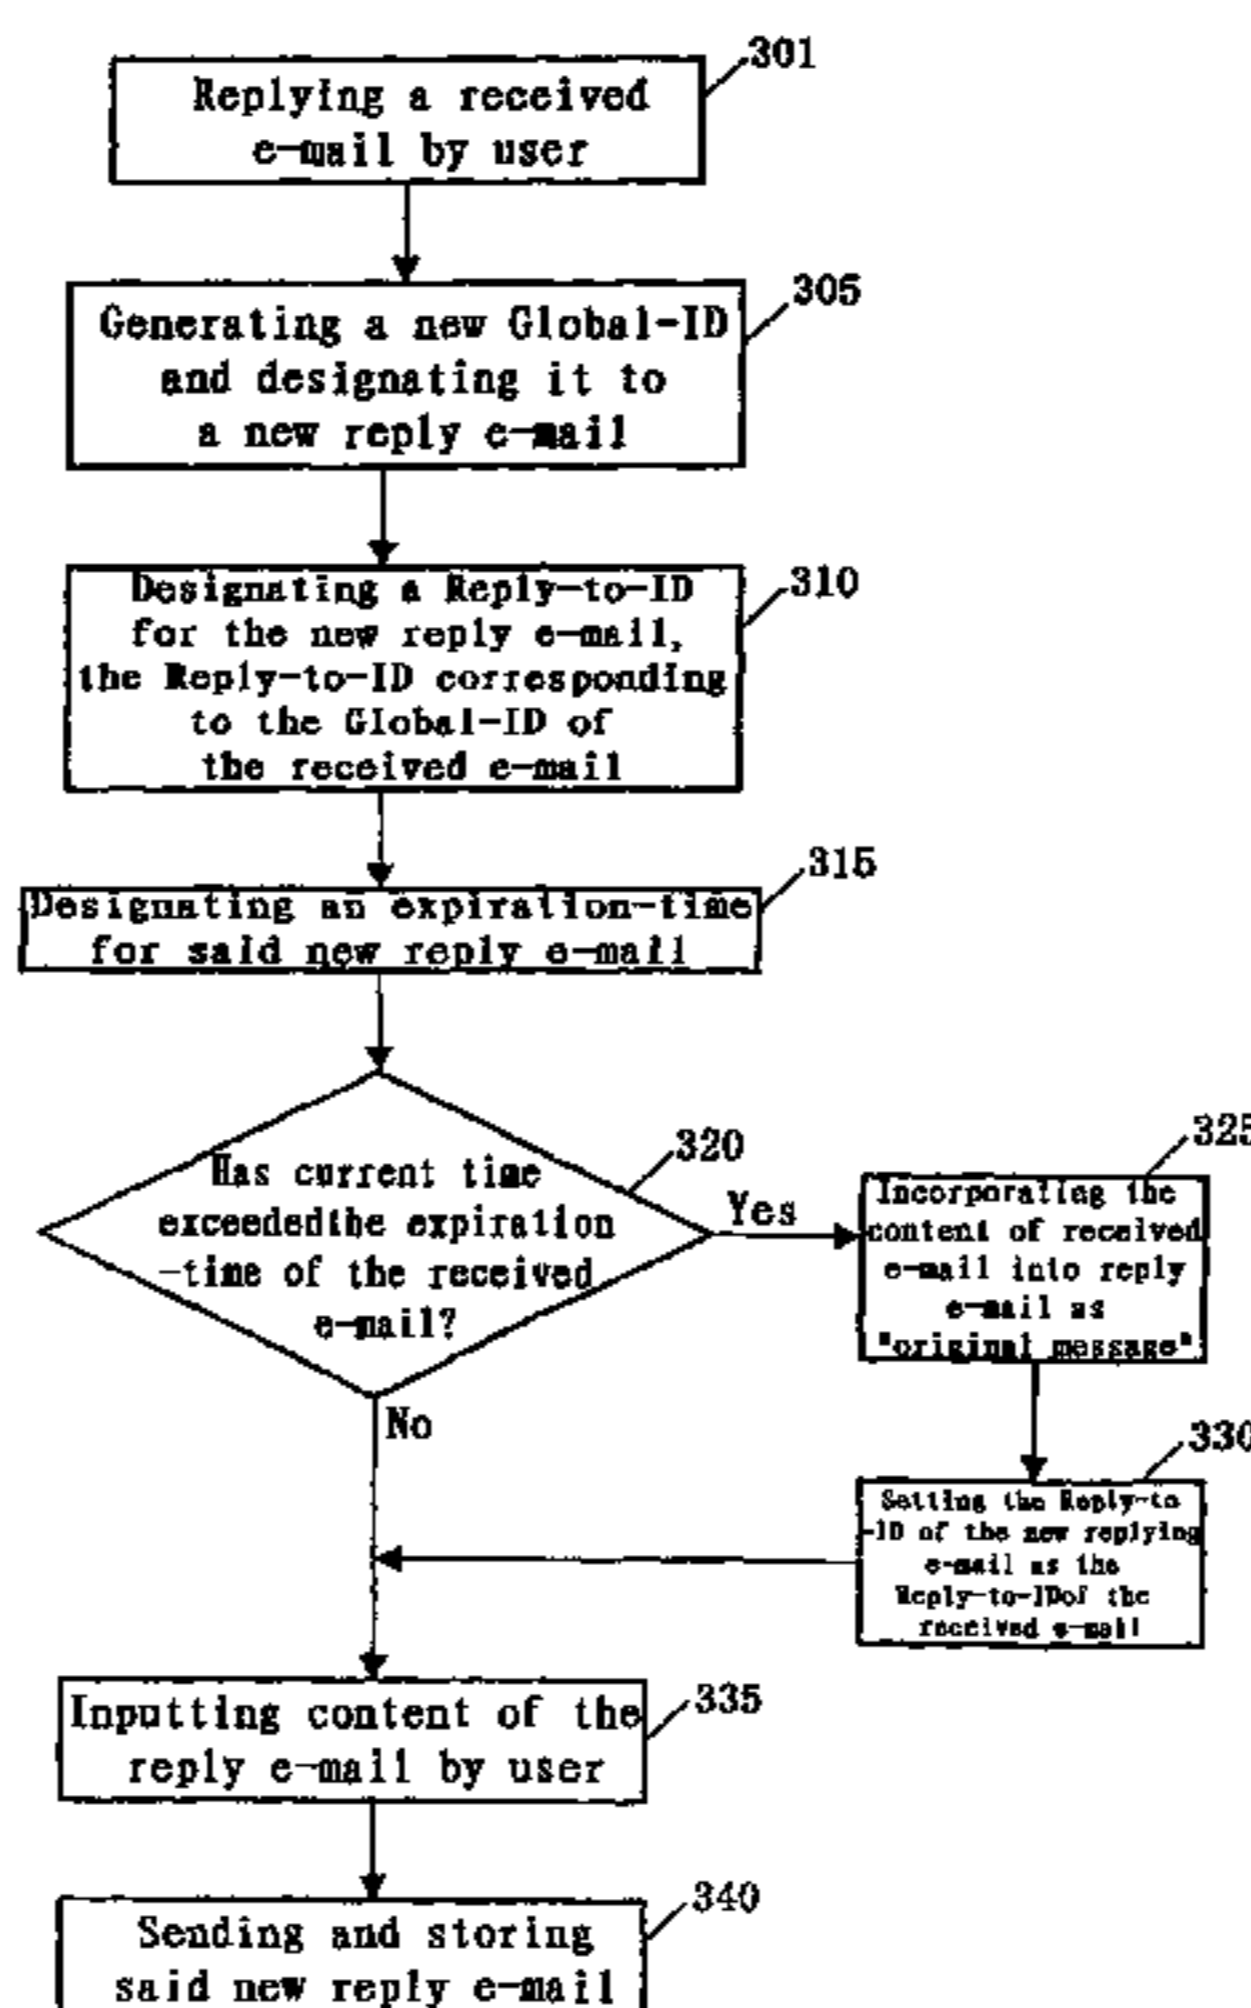 301
Replying a received
e-mail by user
305
Generating a new Global-ID
and designating it to
a new reply e-mail
310
Designating a Reply-to-ID
for the new reply e-mail,
the Reply-to-ID corresponding
to the Global-ID of
the received e-mail
315
Designating an expiration-time
for said new reply e-mail
320
Has current time
exceededthe expiration
-time of the received
e-mail?
Yes
No
325
Incorporating the
content of received
e-mail into reply
e-mail as
"original message"
330
Setting the Reply-to
-ID of the new replying
e-mail as the
Reply-to-IDof the
received e-mail
335
Inputting content of the
reply e-mail by user
340
Sending and storing
said new reply e-mail